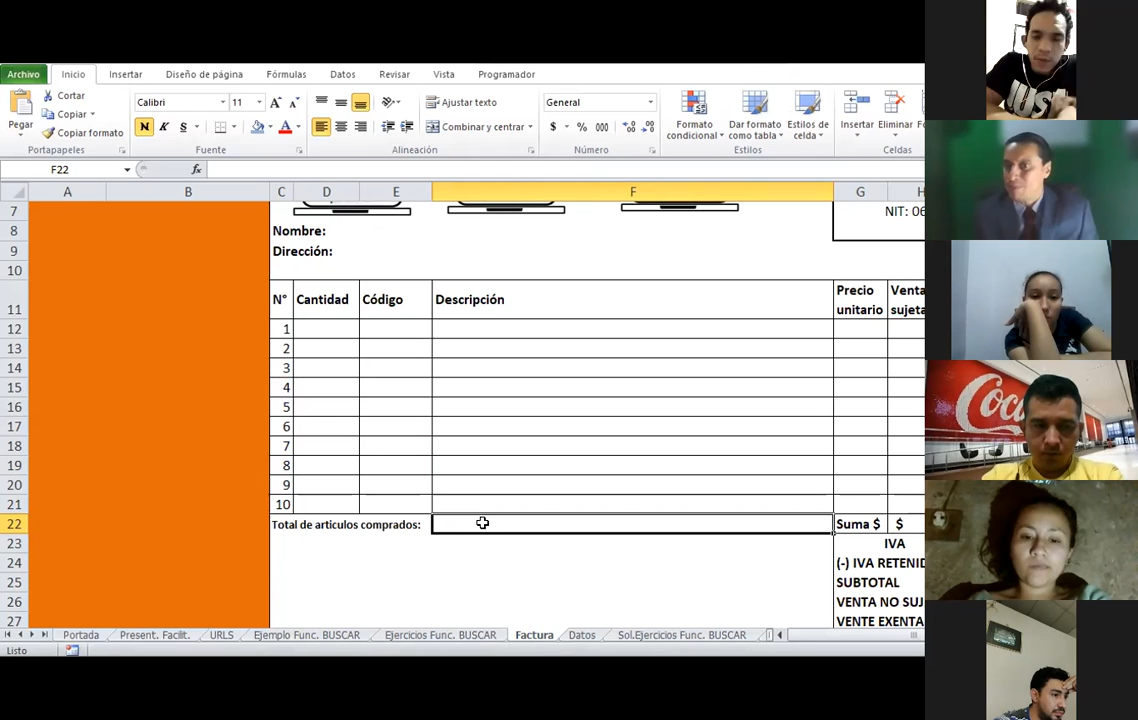 Archivo Inicio Insertar Diseño de página Fórmulas Datos Revisar Vista Programador
Pegar Cortar Copiar Copiar formato
Calibri 11 A A
N K S A
Ajustar texto
Combinar y centrar
General
$ % 000
Formato condicional Dar formato como tabla Estilos de celda Insertar Eliminar
Portapapeles Fuente Alineación Número Estilos Celdas
F22 fx
A B C D E F G H
7 NIT: 06
8 Nombre:
9 Dirección:
10
11 N° Cantidad Código Descripción Precio unitario Venta sujeta
12 1
13 2
14 3
15 4
16 5
17 6
18 7
19 8
20 9
21 10
22 Total de articulos comprados: Suma $ $
23 IVA
24 (-) IVA RETENID
25 SUBTOTAL
26 VENTA NO SUJ
27 VENTE EXENTA
Portada Present. Facilit. URLS Ejemplo Func. BUSCAR Ejercicios Func. BUSCAR Factura Datos Sol.Ejercicios Func. BUSCAR
Listo
Coca
JUST